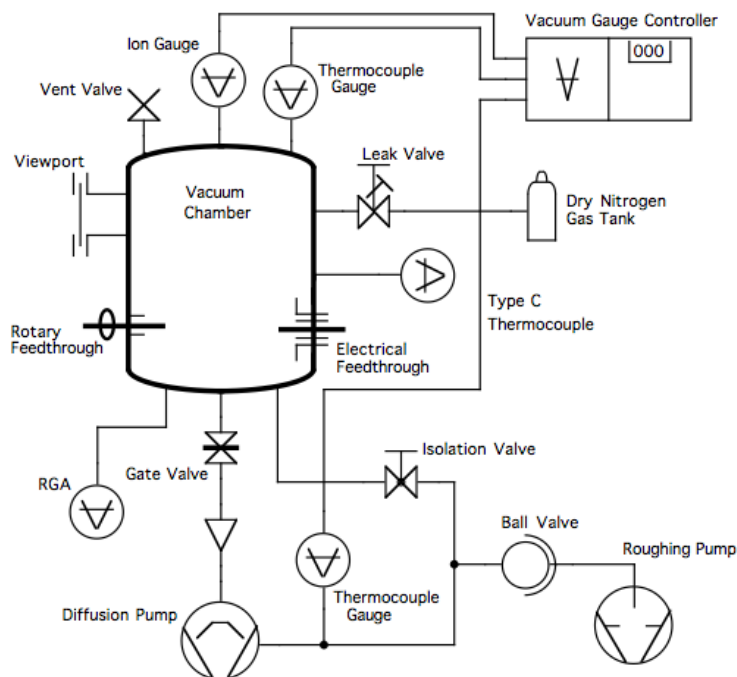 Vacuum Gauge Controller
000
Ion Gauge
Thermocouple
Gauge
Vent Valve
Leak Valve
Viewport
Vacuum
Chamber
Dry Nitrogen
Gas Tank
Type C
Thermocouple
Rotary
Feedthrough
Electrical
Feedthrough
Isolation Valve
Gate Valve
RGA
Ball Valve
Roughing Pump
Thermocouple
Gauge
Diffusion Pump